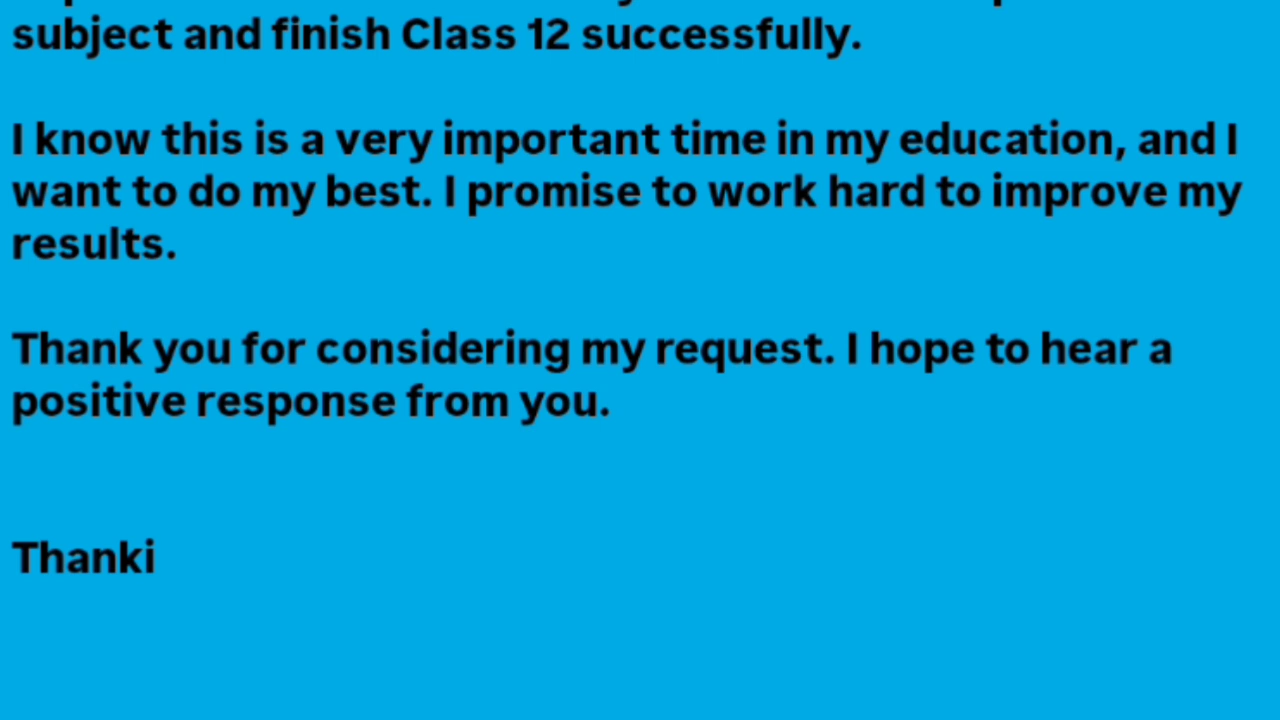 subject and finish Class 12 successfully.
I know this is a very important time in my education, and I
want to do my best. I promise to work hard to improve my
results.
Thank you for considering my request. I hope to hear a
positive response from you.
Thanki